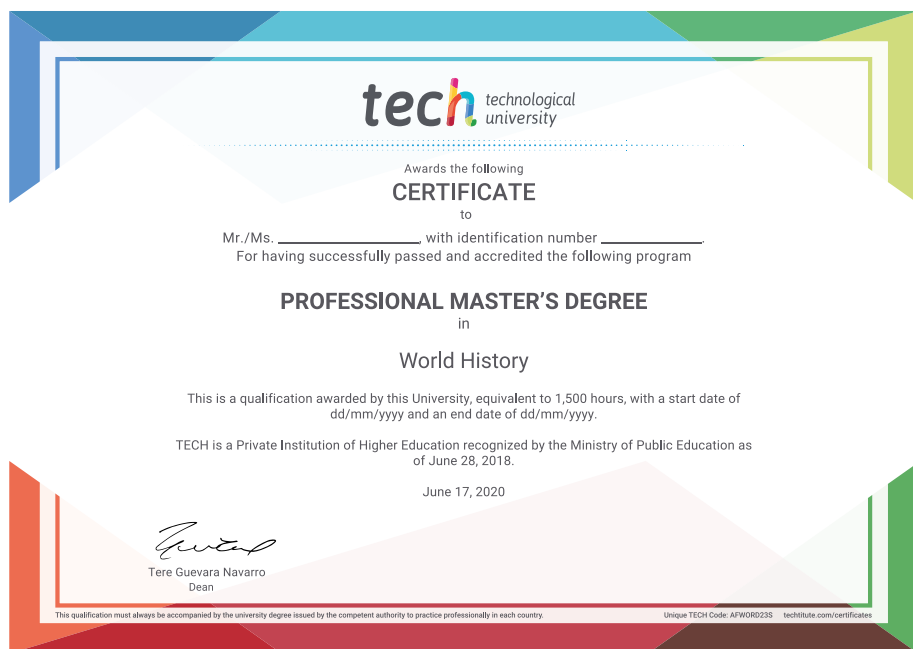 tech technological
university
Awards the following
CERTIFICATE
to
Mr./Ms. ____________________, with identification number ______________.
For having successfully passed and accredited the following program
PROFESSIONAL MASTER'S DEGREE
in
World History
This is a qualification awarded by this University, equivalent to 1,500 hours, with a start date of
dd/mm/yyyy and an end date of dd/mm/yyyy.
TECH is a Private Institution of Higher Education recognized by the Ministry of Public Education as
of June 28, 2018.
June 17, 2020
Tere Guevara Navarro
Dean
This qualification must always be accompanied by the university degree issued by the competent authority to practice professionally in each country. Unique TECH Code: AFWORD23S techtitute.com/certificates